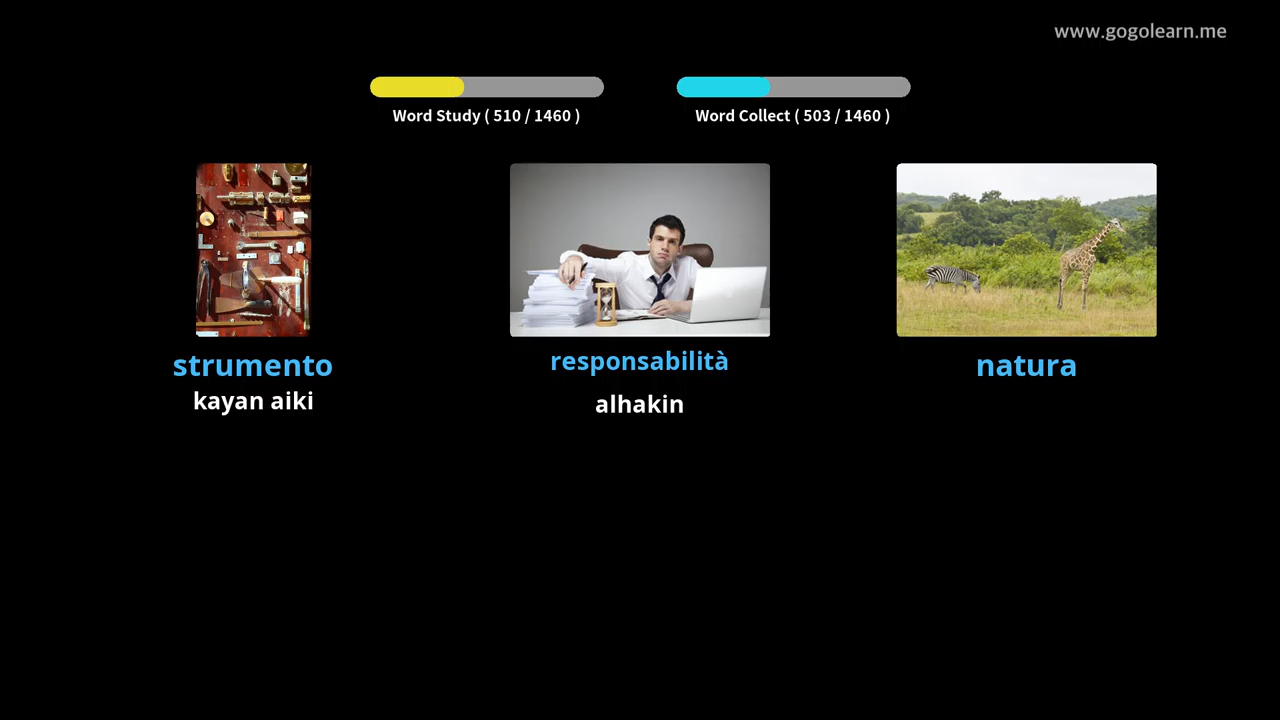 www.gogolearn.me
Word Study ( 510 / 1460 )
Word Collect ( 503 / 1460 )
strumento
kayan aiki
responsabilità
alhakin
natura